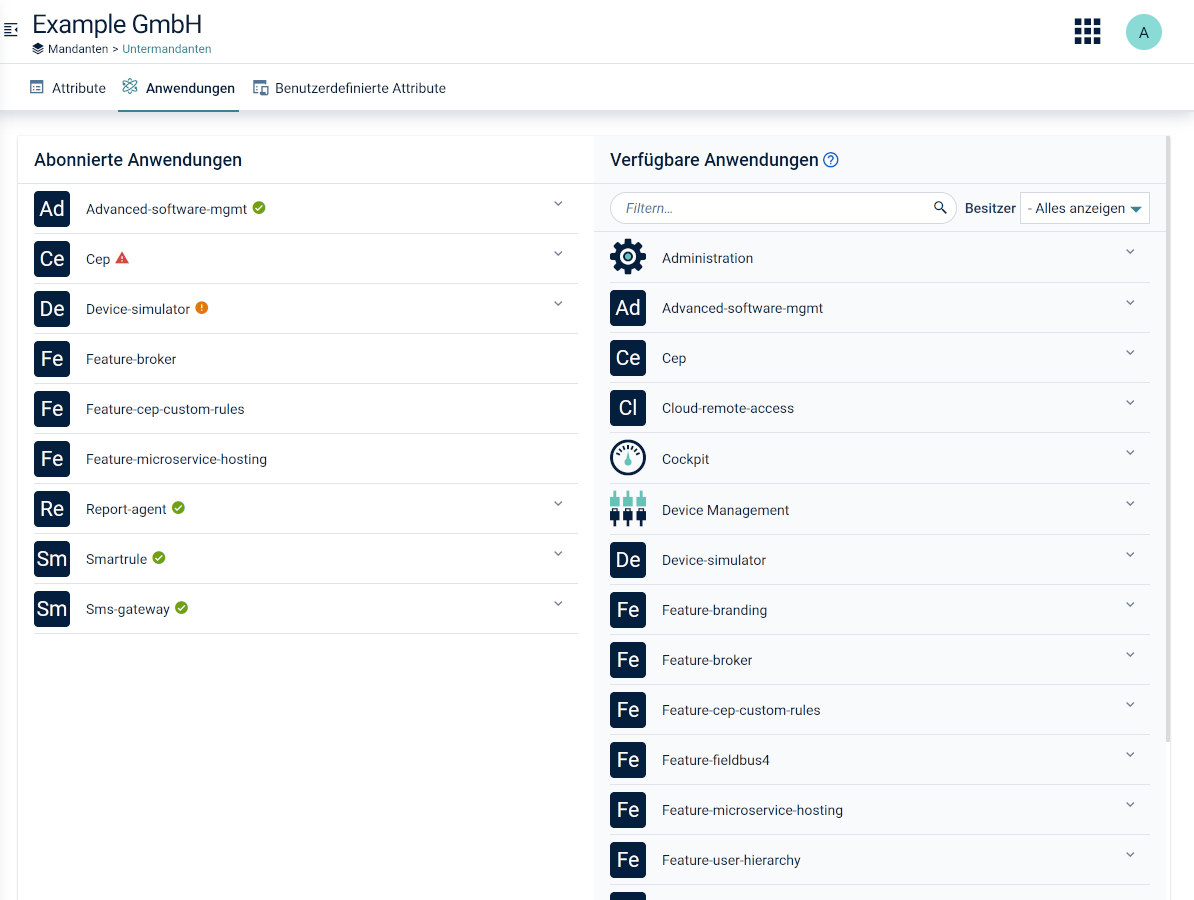 Example GmbH
A
Mandanten > Untermandanten
Attribute
Anwendungen
Benutzerdefinierte Attribute
Abonnierte Anwendungen
Ad Advanced-software-mgmt
Ce Cep
De Device-simulator
Fe Feature-broker
Fe Feature-cep-custom-rules
Fe Feature-microservice-hosting
Re Report-agent
Sm Smartrule
Sm Sms-gateway
Verfügbare Anwendungen ?
Filtern… Besitzer - Alles anzeigen
Administration
Ad Advanced-software-mgmt
Ce Cep
Cl Cloud-remote-access
Cockpit
Device Management
De Device-simulator
Fe Feature-branding
Fe Feature-broker
Fe Feature-cep-custom-rules
Fe Feature-fieldbus4
Fe Feature-microservice-hosting
Fe Feature-user-hierarchy